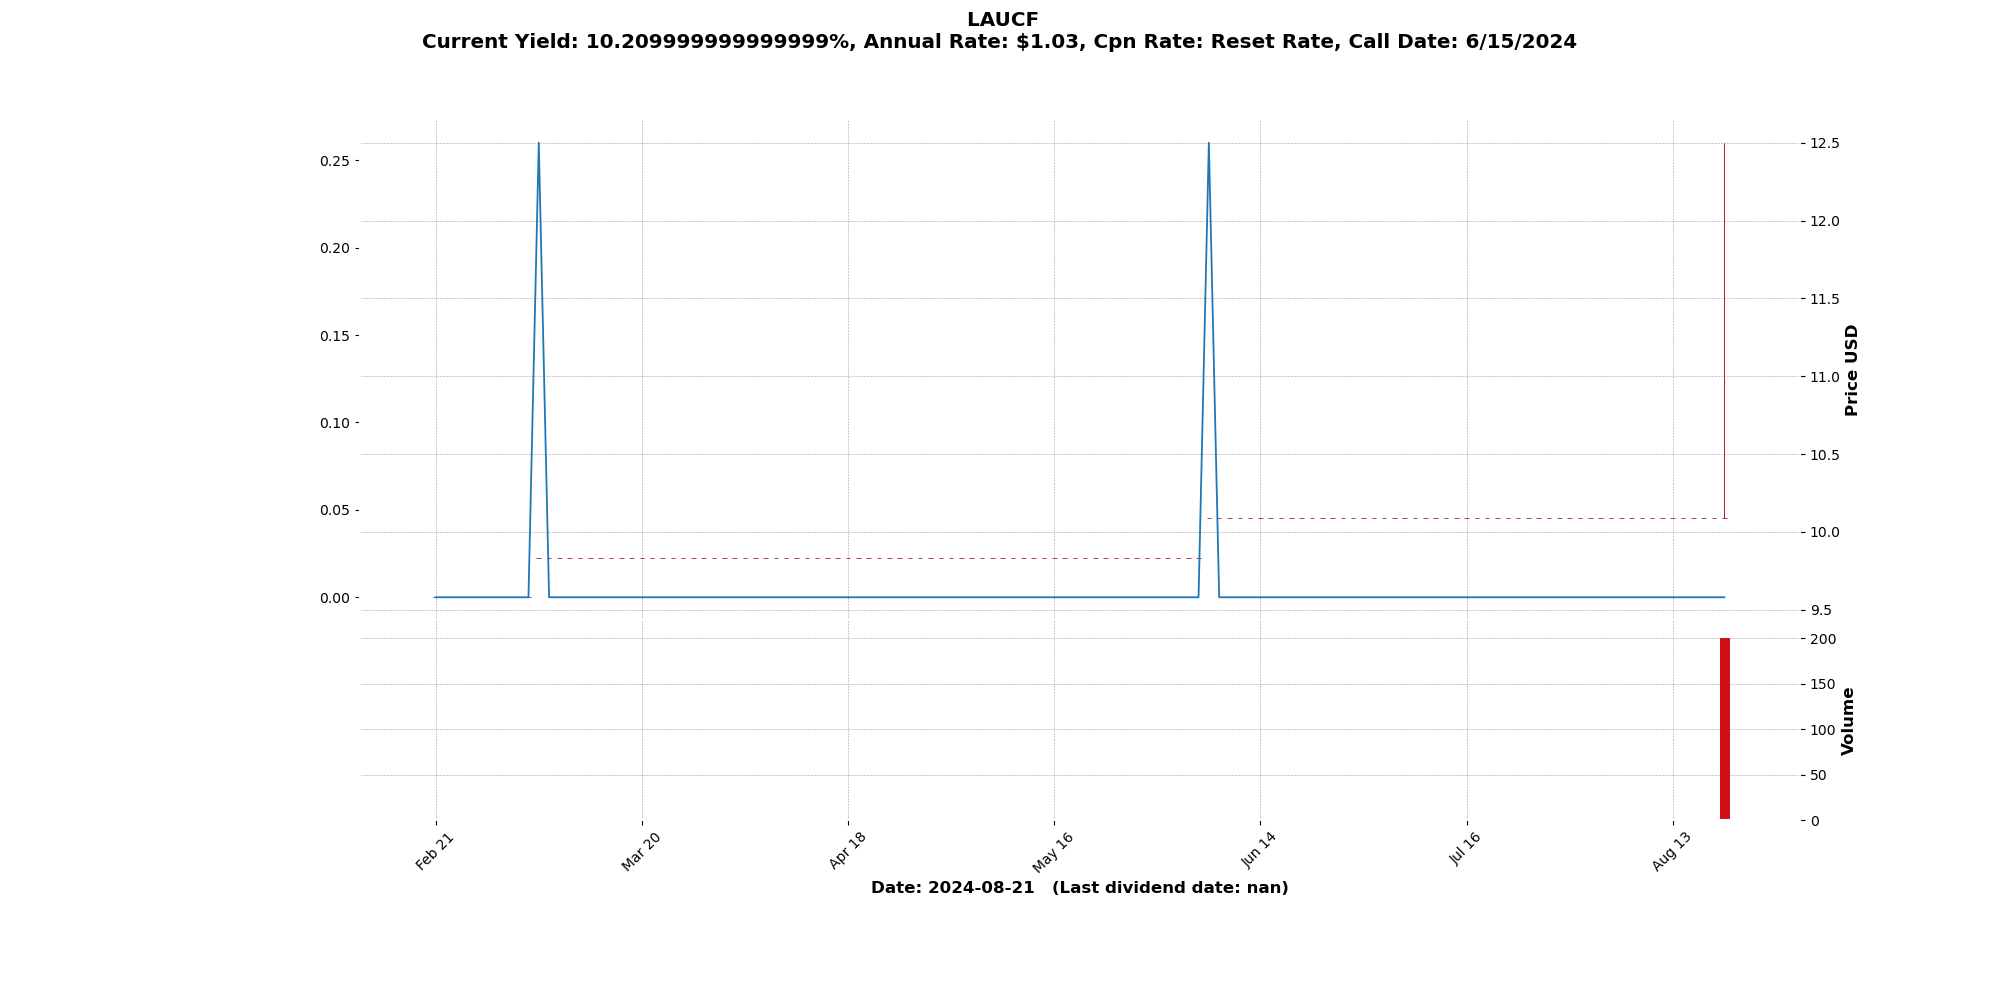 LAUCF
Current Yield: 10.209999999999999%, Annual Rate: $1.03, Cpn Rate: Reset Rate, Call Date: 6/15/2024
0.25
0.20
0.15
0.10
0.05
0.00
12.5
12.0
11.5
11.0
10.5
10.0
9.5
Price USD
200
150
100
50
0
Volume
Feb 21
Mar 20
Apr 18
May 16
Jun 14
Jul 16
Aug 13
Date: 2024-08-21 (Last dividend date: nan)